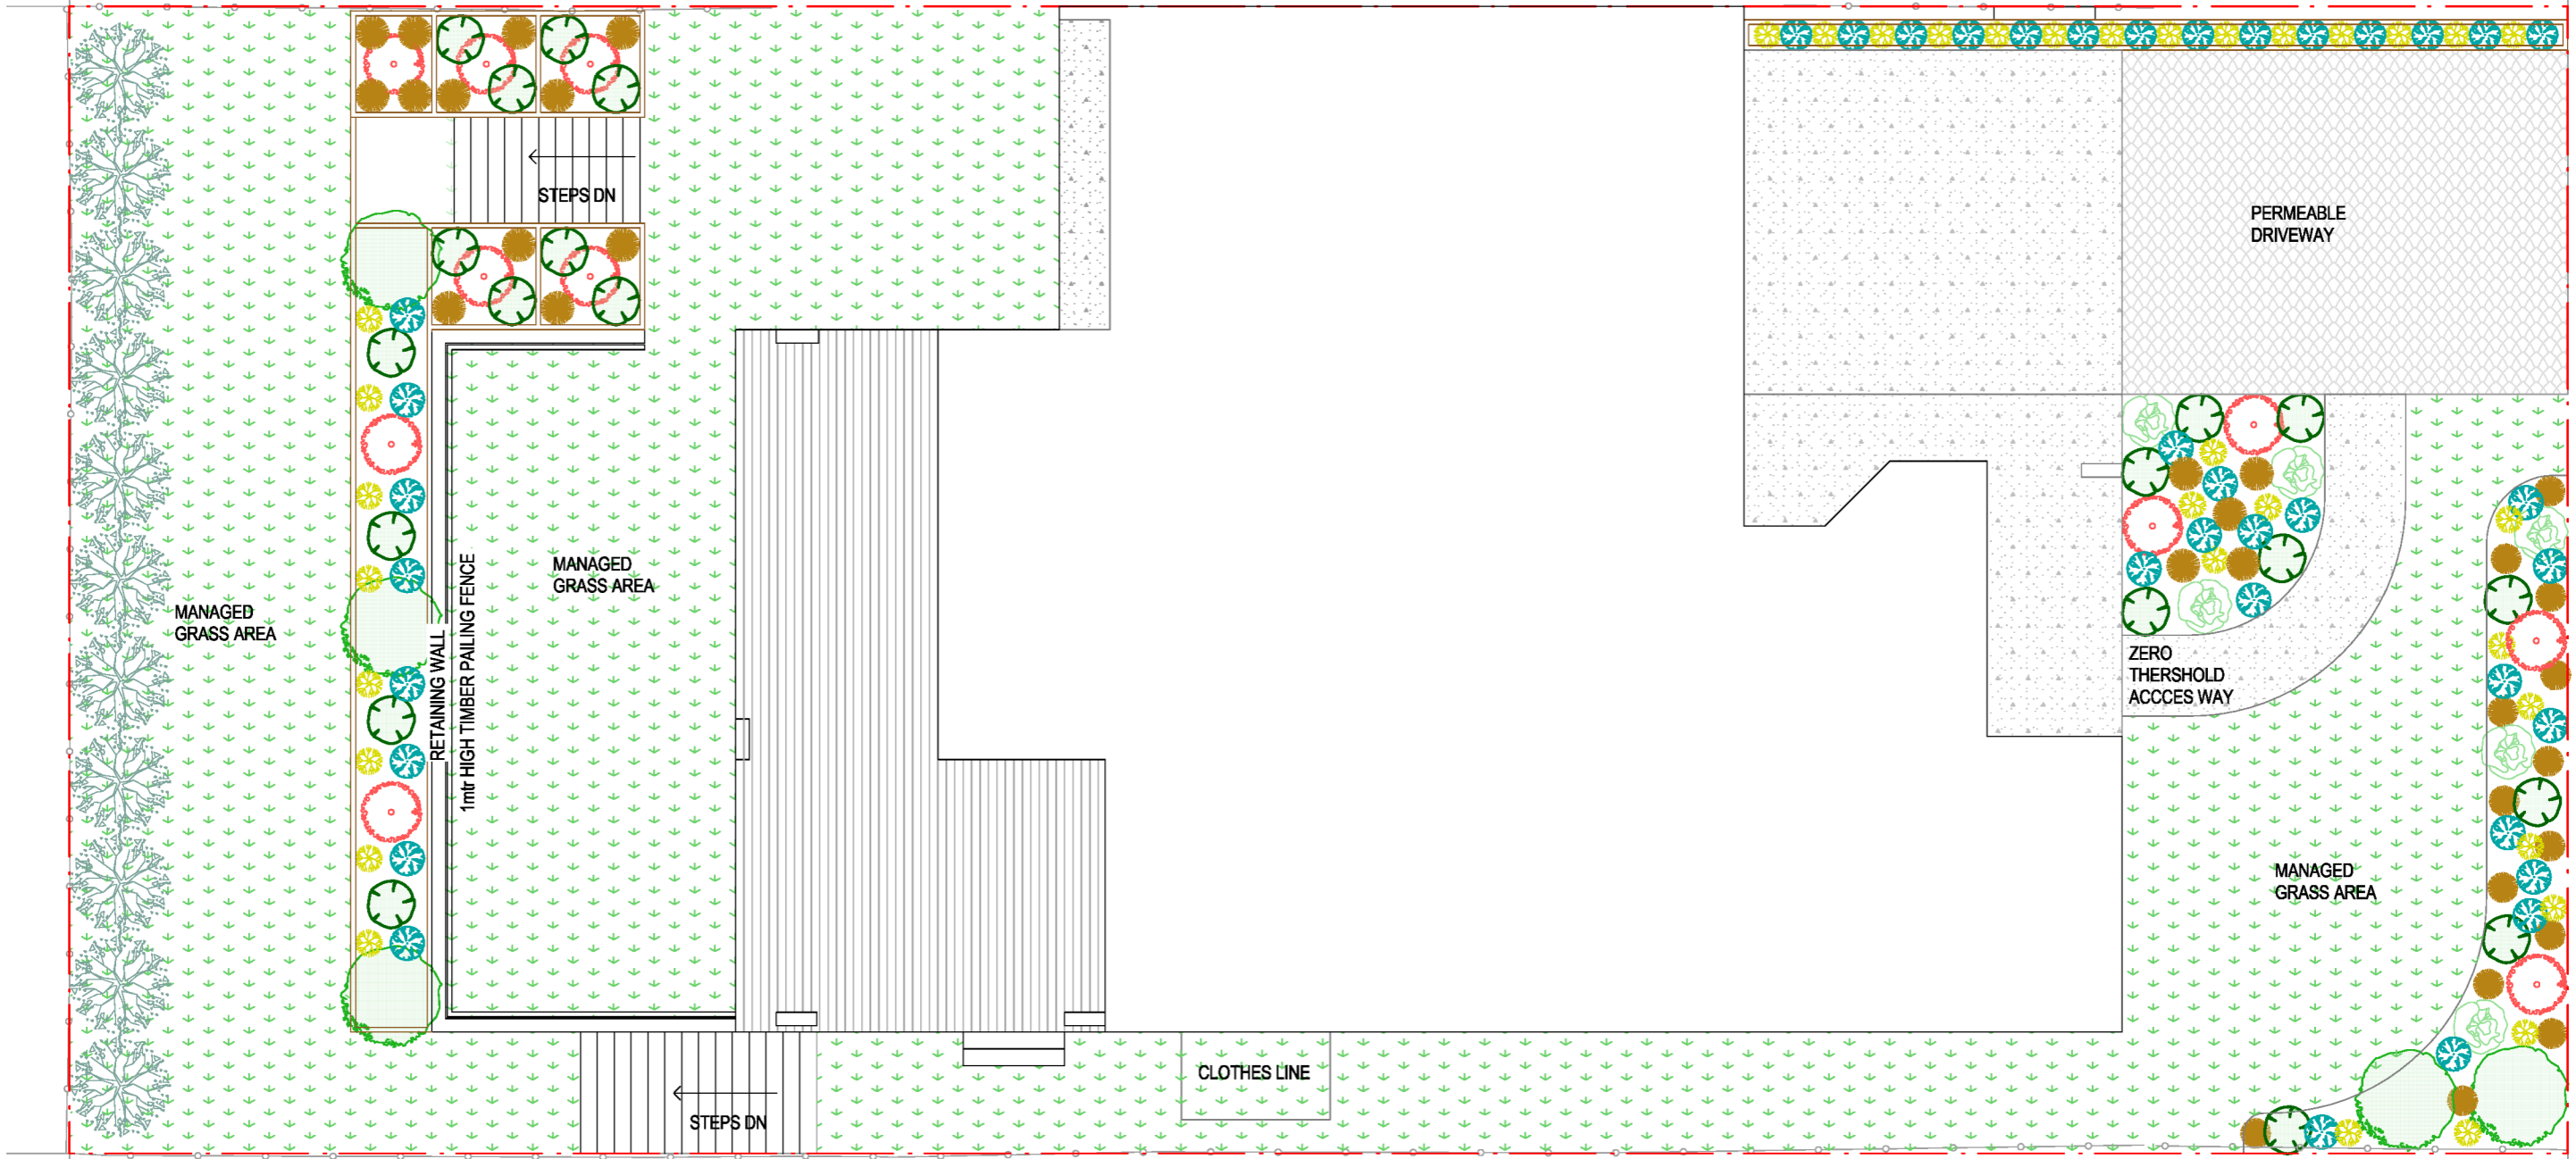 STEPS DN
PERMEABLE
DRIVEWAY
MANAGED
GRASS AREA
MANAGED
GRASS AREA
RETAINING WALL
1mtr HIGH TIMBER PAILING FENCE
ZERO
THERSHOLD
ACCCES WAY
MANAGED
GRASS AREA
CLOTHES LINE
STEPS DN